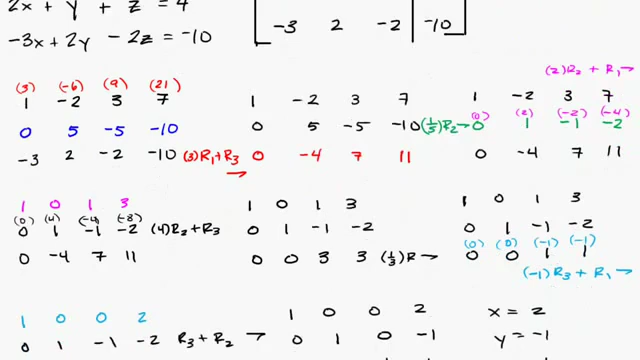 2x + y + z = 4
-3x + 2y - 2z = -10
-3 2 -2 -10
(3) (-6) (9) (21)
1 -2 3 7
0 5 -5 -10
-3 2 -2 -10 (3)R1 + R3 →
1 -2 3 7
0 5 -5 -10 (1/5)R2 →
0 -4 7 11
(2)R2 + R1 →
1 -2 3 7
(0) (2) (-2) (-4)
0 1 -1 -2
0 -4 7 11
1 0 1 3
(0) (4) (-4) (-8)
0 1 -1 -2 (4)R2 + R3
0 -4 7 11
1 0 1 3
0 1 -1 -2
0 0 3 3 (1/3)R →
1 0 1 3
0 1 -1 -2
(0) (0) (-1) (-1)
0 0 1 1
(-1)R3 + R1 →
1 0 0 2
0 1 -1 -2 R3 + R2 →
1 0 0 2
0 1 0 -1
x = 2
y = -1